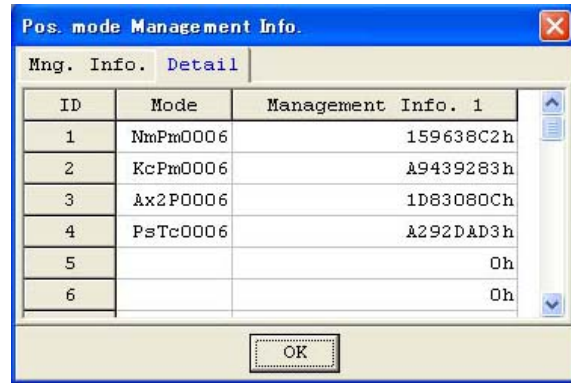 Pos. mode Management Info.
Mng. Info. Detail
ID Mode Management Info. 1
1 NmPm0006 159638C2h
2 KcPm0006 A9439283h
3 Ax2P0006 1D83080Ch
4 PsTc0006 A292DAD3h
5 0h
6 0h
OK